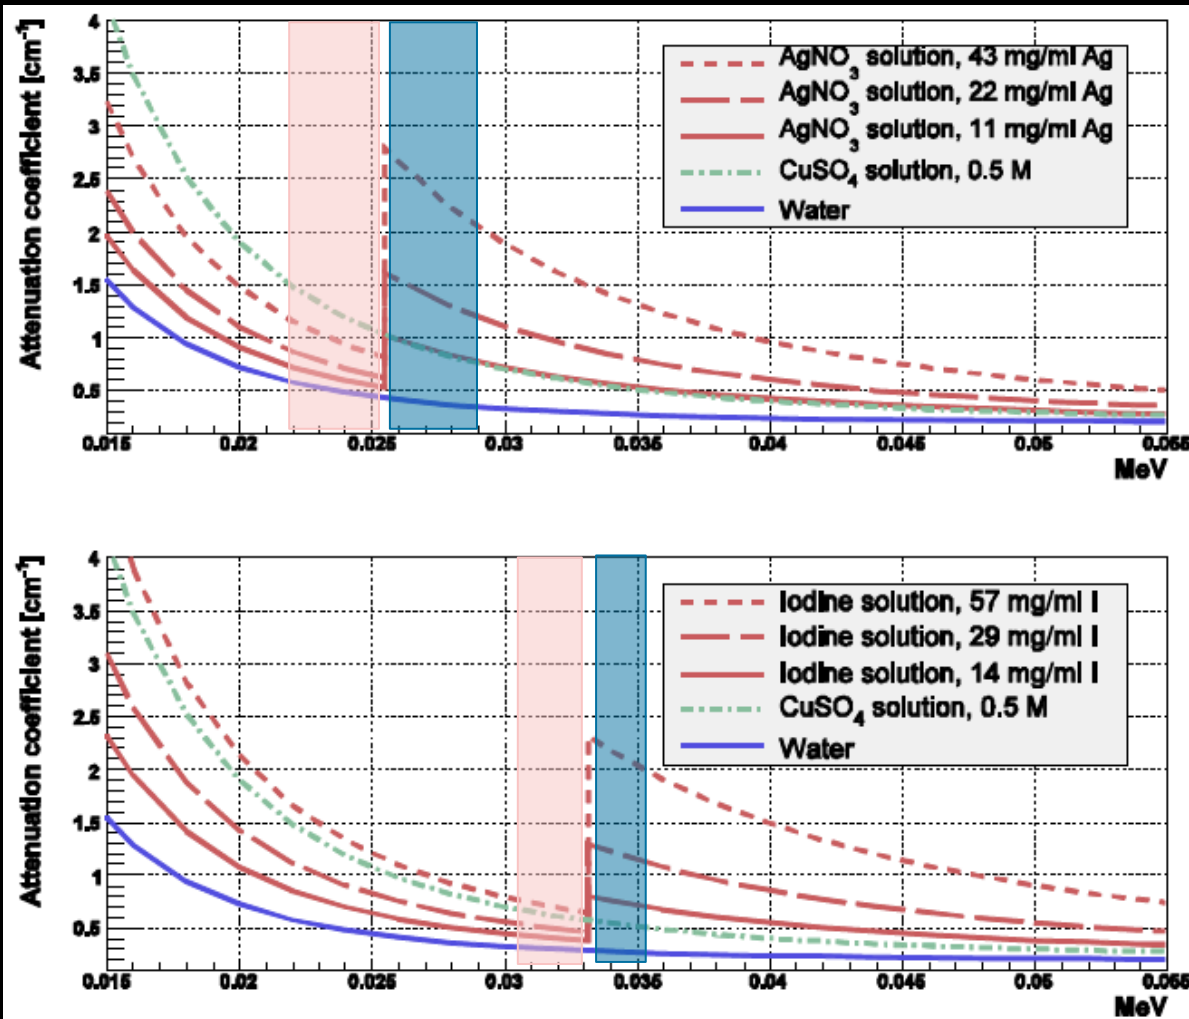 Attenuation coefficient [cm⁻¹]
4
3.5
3
2.5
2
1.5
1
0.5
AgNO₃ solution, 43 mg/ml Ag
AgNO₃ solution, 22 mg/ml Ag
AgNO₃ solution, 11 mg/ml Ag
CuSO₄ solution, 0.5 M
Water
0.015 0.02 0.025 0.03 0.035 0.04 0.045 0.05 0.055
MeV
Attenuation coefficient [cm⁻¹]
4
3.5
3
2.5
2
1.5
1
0.5
Iodine solution, 57 mg/ml I
Iodine solution, 29 mg/ml I
Iodine solution, 14 mg/ml I
CuSO₄ solution, 0.5 M
Water
0.015 0.02 0.025 0.03 0.035 0.04 0.045 0.05 0.055
MeV